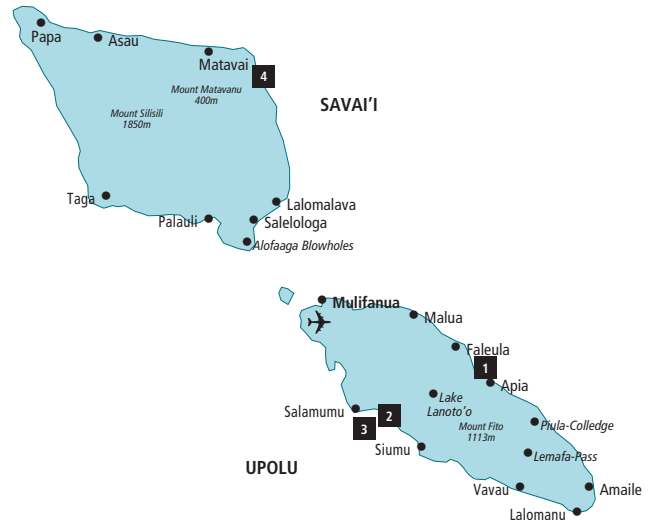 Papa
Asau
Matavai
4
Mount Matavanu
400m
SAVAI'I
Mount Silisili
1850m
Taga
Lalomalava
Palauli
Salelologa
Alofaaga Blowholes
Mulifanua
Malua
Faleula
1
Apia
Lake
Lanoto'o
Salamumu
2
3
Piula-Colledge
Mount Fito
1113m
Siumu
Lemafa-Pass
UPOLU
Vavau
Amaile
Lalomanu